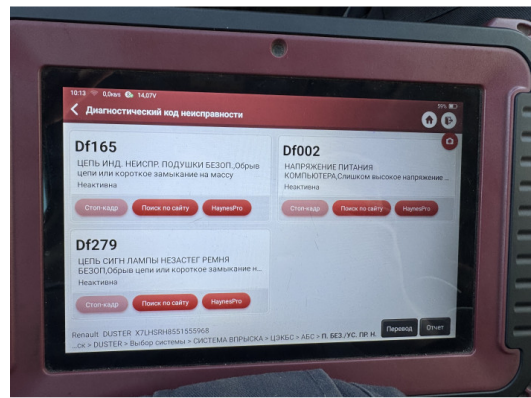 10:13 0,0кв/s 14,07V
Диагностический код неисправности
Df165
ЦЕПЬ ИНД. НЕИСПР. ПОДУШКИ БЕЗОП.,Обрыв
цепи или короткое замыкание на массу
Неактивна
Стоп-кадр Поиск по сайту HaynesPro
Df002
НАПРЯЖЕНИЕ ПИТАНИЯ
КОМПЬЮТЕРА,Слишком высокое напряжение ...
Неактивна
Стоп-кадр Поиск по сайту HaynesPro
Df279
ЦЕПЬ СИГН ЛАМПЫ НЕЗАСТЕГ РЕМНЯ
БЕЗОП,Обрыв цепи или короткое замыкание н...
Неактивна
Стоп-кадр Поиск по сайту HaynesPro
Renault DUSTER X7LHSRH8551555968
...ск > DUSTER > Выбор системы > СИСТЕМА ВПРЫСКА > ЦЭКБС > АБС > П. БЕЗ./УС. ПР. Н.
Перевод Отчет